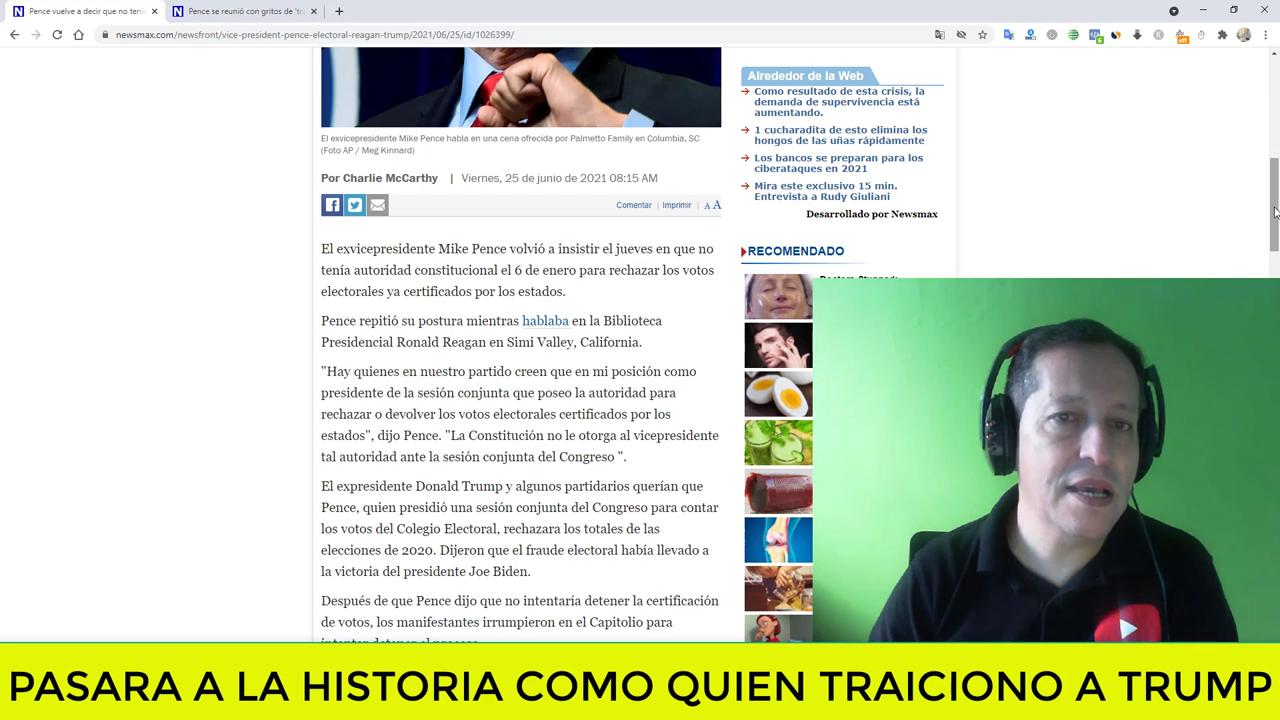 Pence vuelve a decir que no tení
Pence se reunió con gritos de 'tra
newsmax.com/newsfront/vice-president-pence-electoral-reagan-trump/2021/06/25/id/1026399/
El exvicepresidente Mike Pence habla en una cena ofrecida por Palmetto Family en Columbia, SC
(Foto AP / Meg Kinnard)
Por Charlie McCarthy | Viernes, 25 de junio de 2021 08:15 AM
Comentar | Imprimir | A A
El exvicepresidente Mike Pence volvió a insistir el jueves en que no
tenía autoridad constitucional el 6 de enero para rechazar los votos
electorales ya certificados por los estados.
Pence repitió su postura mientras hablaba en la Biblioteca
Presidencial Ronald Reagan en Simi Valley, California.
"Hay quienes en nuestro partido creen que en mi posición como
presidente de la sesión conjunta que poseo la autoridad para
rechazar o devolver los votos electorales certificados por los
estados", dijo Pence. "La Constitución no le otorga al vicepresidente
tal autoridad ante la sesión conjunta del Congreso ".
El expresidente Donald Trump y algunos partidarios querían que
Pence, quien presidió una sesión conjunta del Congreso para contar
los votos del Colegio Electoral, rechazara los totales de las
elecciones de 2020. Dijeron que el fraude electoral había llevado a
la victoria del presidente Joe Biden.
Después de que Pence dijo que no intentaría detener la certificación
de votos, los manifestantes irrumpieron en el Capitolio para
intentar detener el proceso
Alrededor de la Web
Como resultado de esta crisis, la
demanda de supervivencia está
aumentando.
1 cucharadita de esto elimina los
hongos de las uñas rápidamente
Los bancos se preparan para los
ciberataques en 2021
Mira este exclusivo 15 min.
Entrevista a Rudy Giuliani
Desarrollado por Newsmax
RECOMENDADO
PASARA A LA HISTORIA COMO QUIEN TRAICIONO A TRUMP